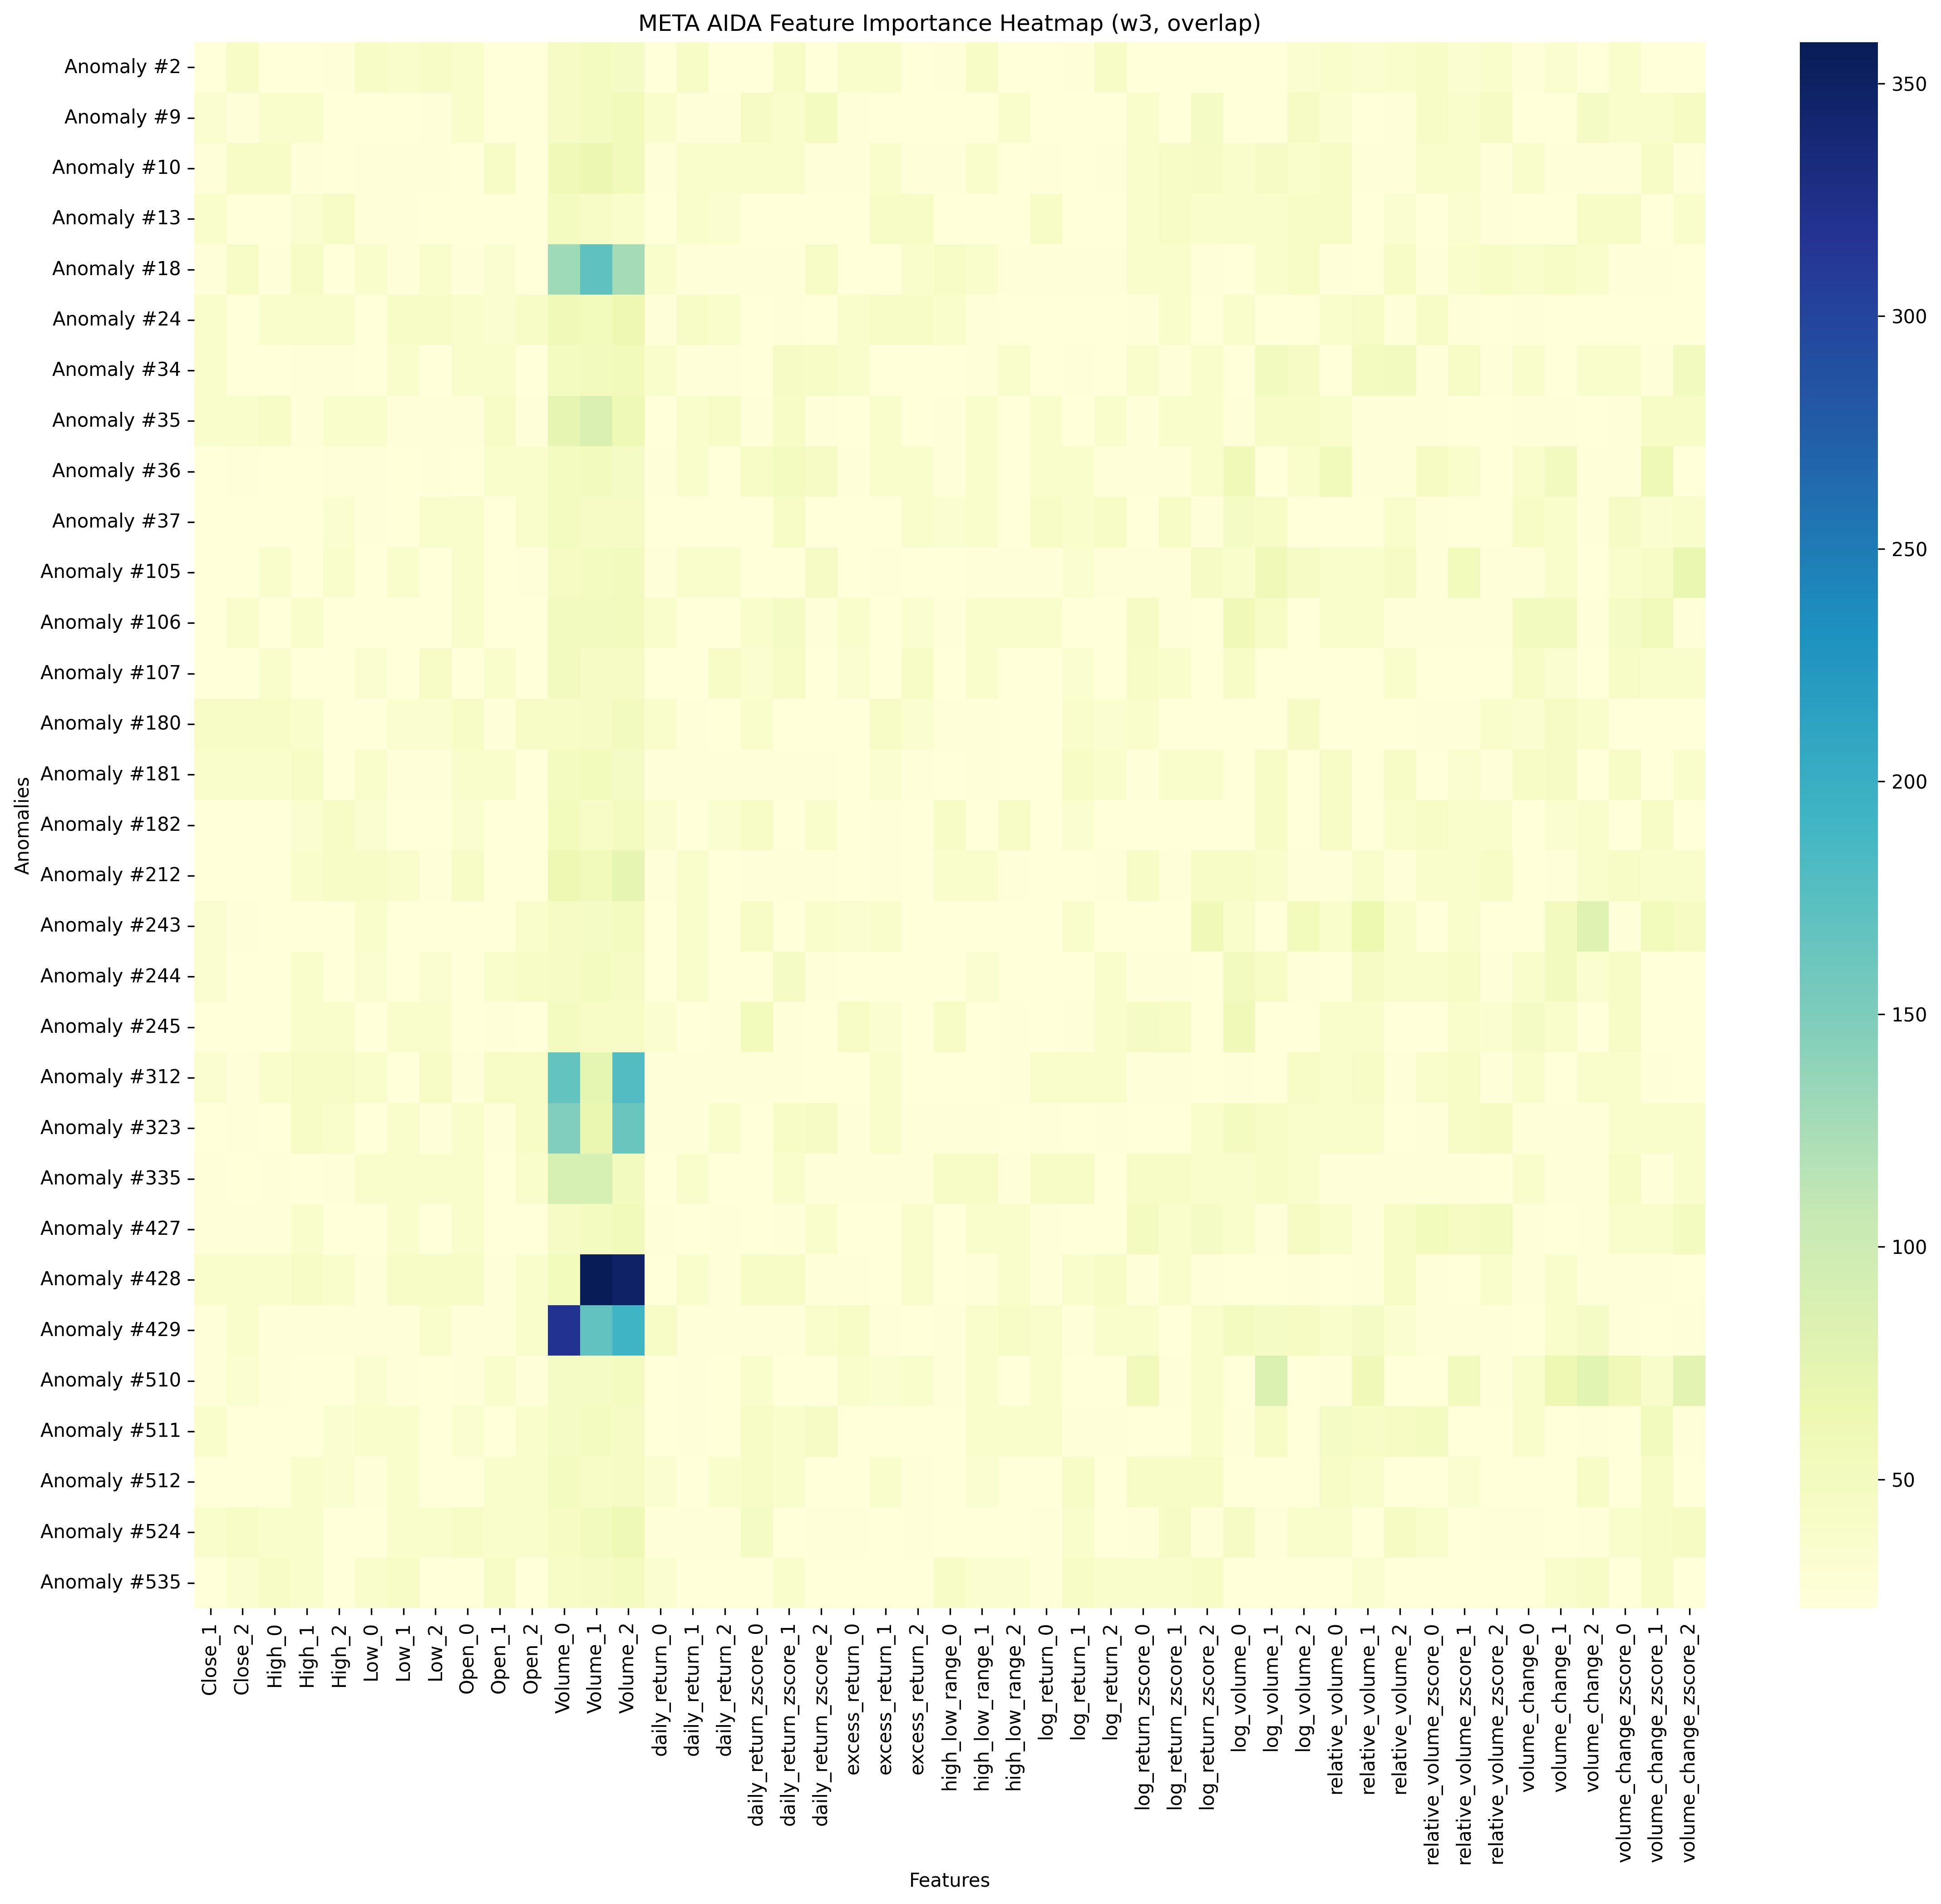 META AIDA Feature Importance Heatmap (w3, overlap)
Anomalies
Anomaly #2
Anomaly #9
Anomaly #10
Anomaly #13
Anomaly #18
Anomaly #24
Anomaly #34
Anomaly #35
Anomaly #36
Anomaly #37
Anomaly #105
Anomaly #106
Anomaly #107
Anomaly #180
Anomaly #181
Anomaly #182
Anomaly #212
Anomaly #243
Anomaly #244
Anomaly #245
Anomaly #312
Anomaly #323
Anomaly #335
Anomaly #427
Anomaly #428
Anomaly #429
Anomaly #510
Anomaly #511
Anomaly #512
Anomaly #524
Anomaly #535
Close_1
Close_2
High_0
High_1
High_2
Low_0
Low_1
Low_2
Open_0
Open_1
Open_2
Volume_0
Volume_1
Volume_2
daily_return_0
daily_return_1
daily_return_2
daily_return_zscore_0
daily_return_zscore_1
daily_return_zscore_2
excess_return_0
excess_return_1
excess_return_2
high_low_range_0
high_low_range_1
high_low_range_2
log_return_0
log_return_1
log_return_2
log_return_zscore_0
log_return_zscore_1
log_return_zscore_2
log_volume_0
log_volume_1
log_volume_2
relative_volume_0
relative_volume_1
relative_volume_2
relative_volume_zscore_0
relative_volume_zscore_1
relative_volume_zscore_2
volume_change_0
volume_change_1
volume_change_2
volume_change_zscore_0
volume_change_zscore_1
volume_change_zscore_2
Features
350
300
250
200
150
100
50